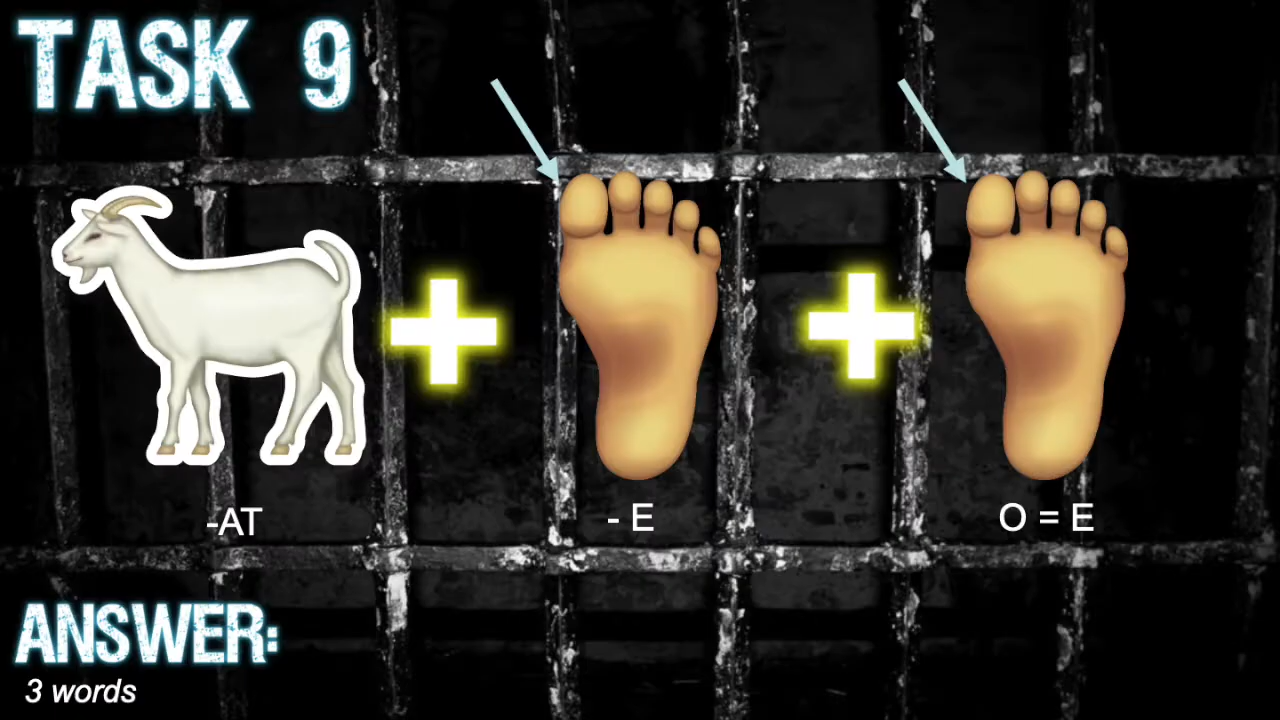 TASK 9
-AT
- E
O = E
ANSWER:
3 words